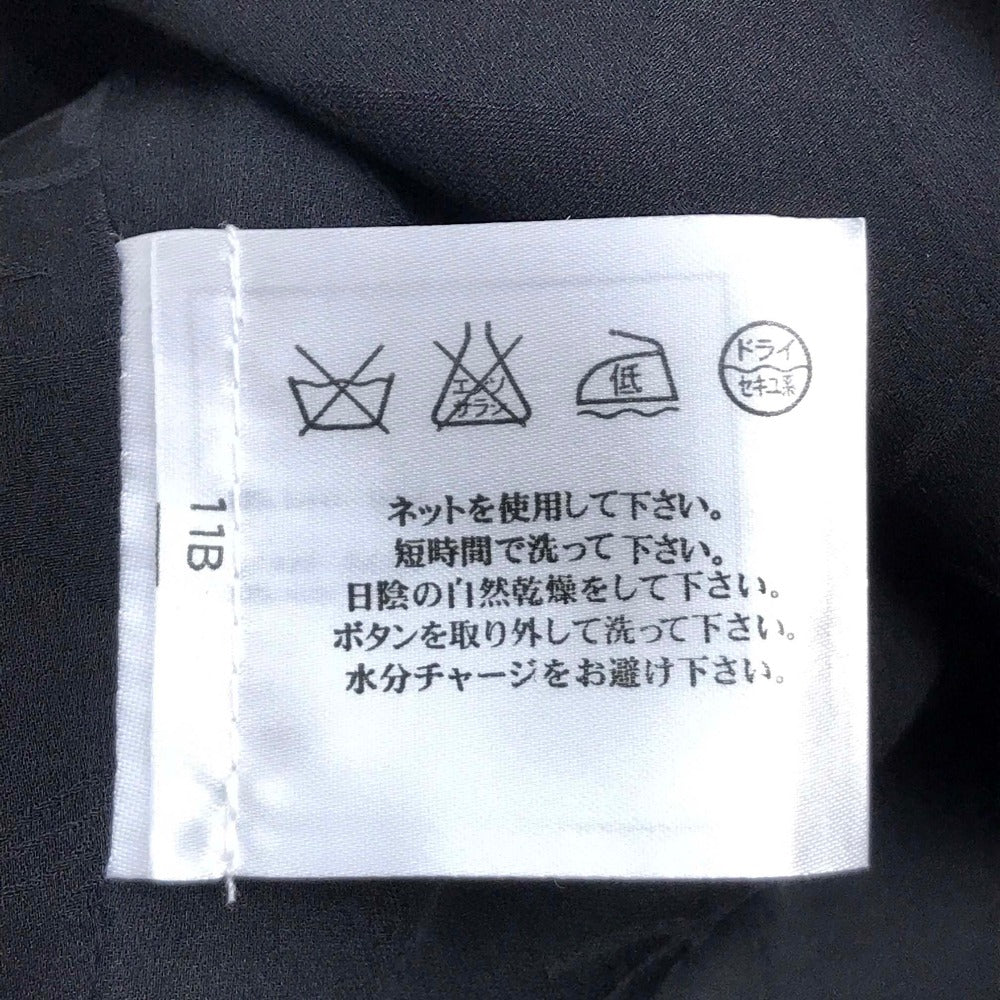 エンソ
サラシ
低
ドライ
セキユ系
ネットを使用して下さい。
短時間で洗って下さい。
日陰の自然乾燥をして下さい。
ボタンを取り外して洗って下さい。
水分チャージをお避け下さい。
11B